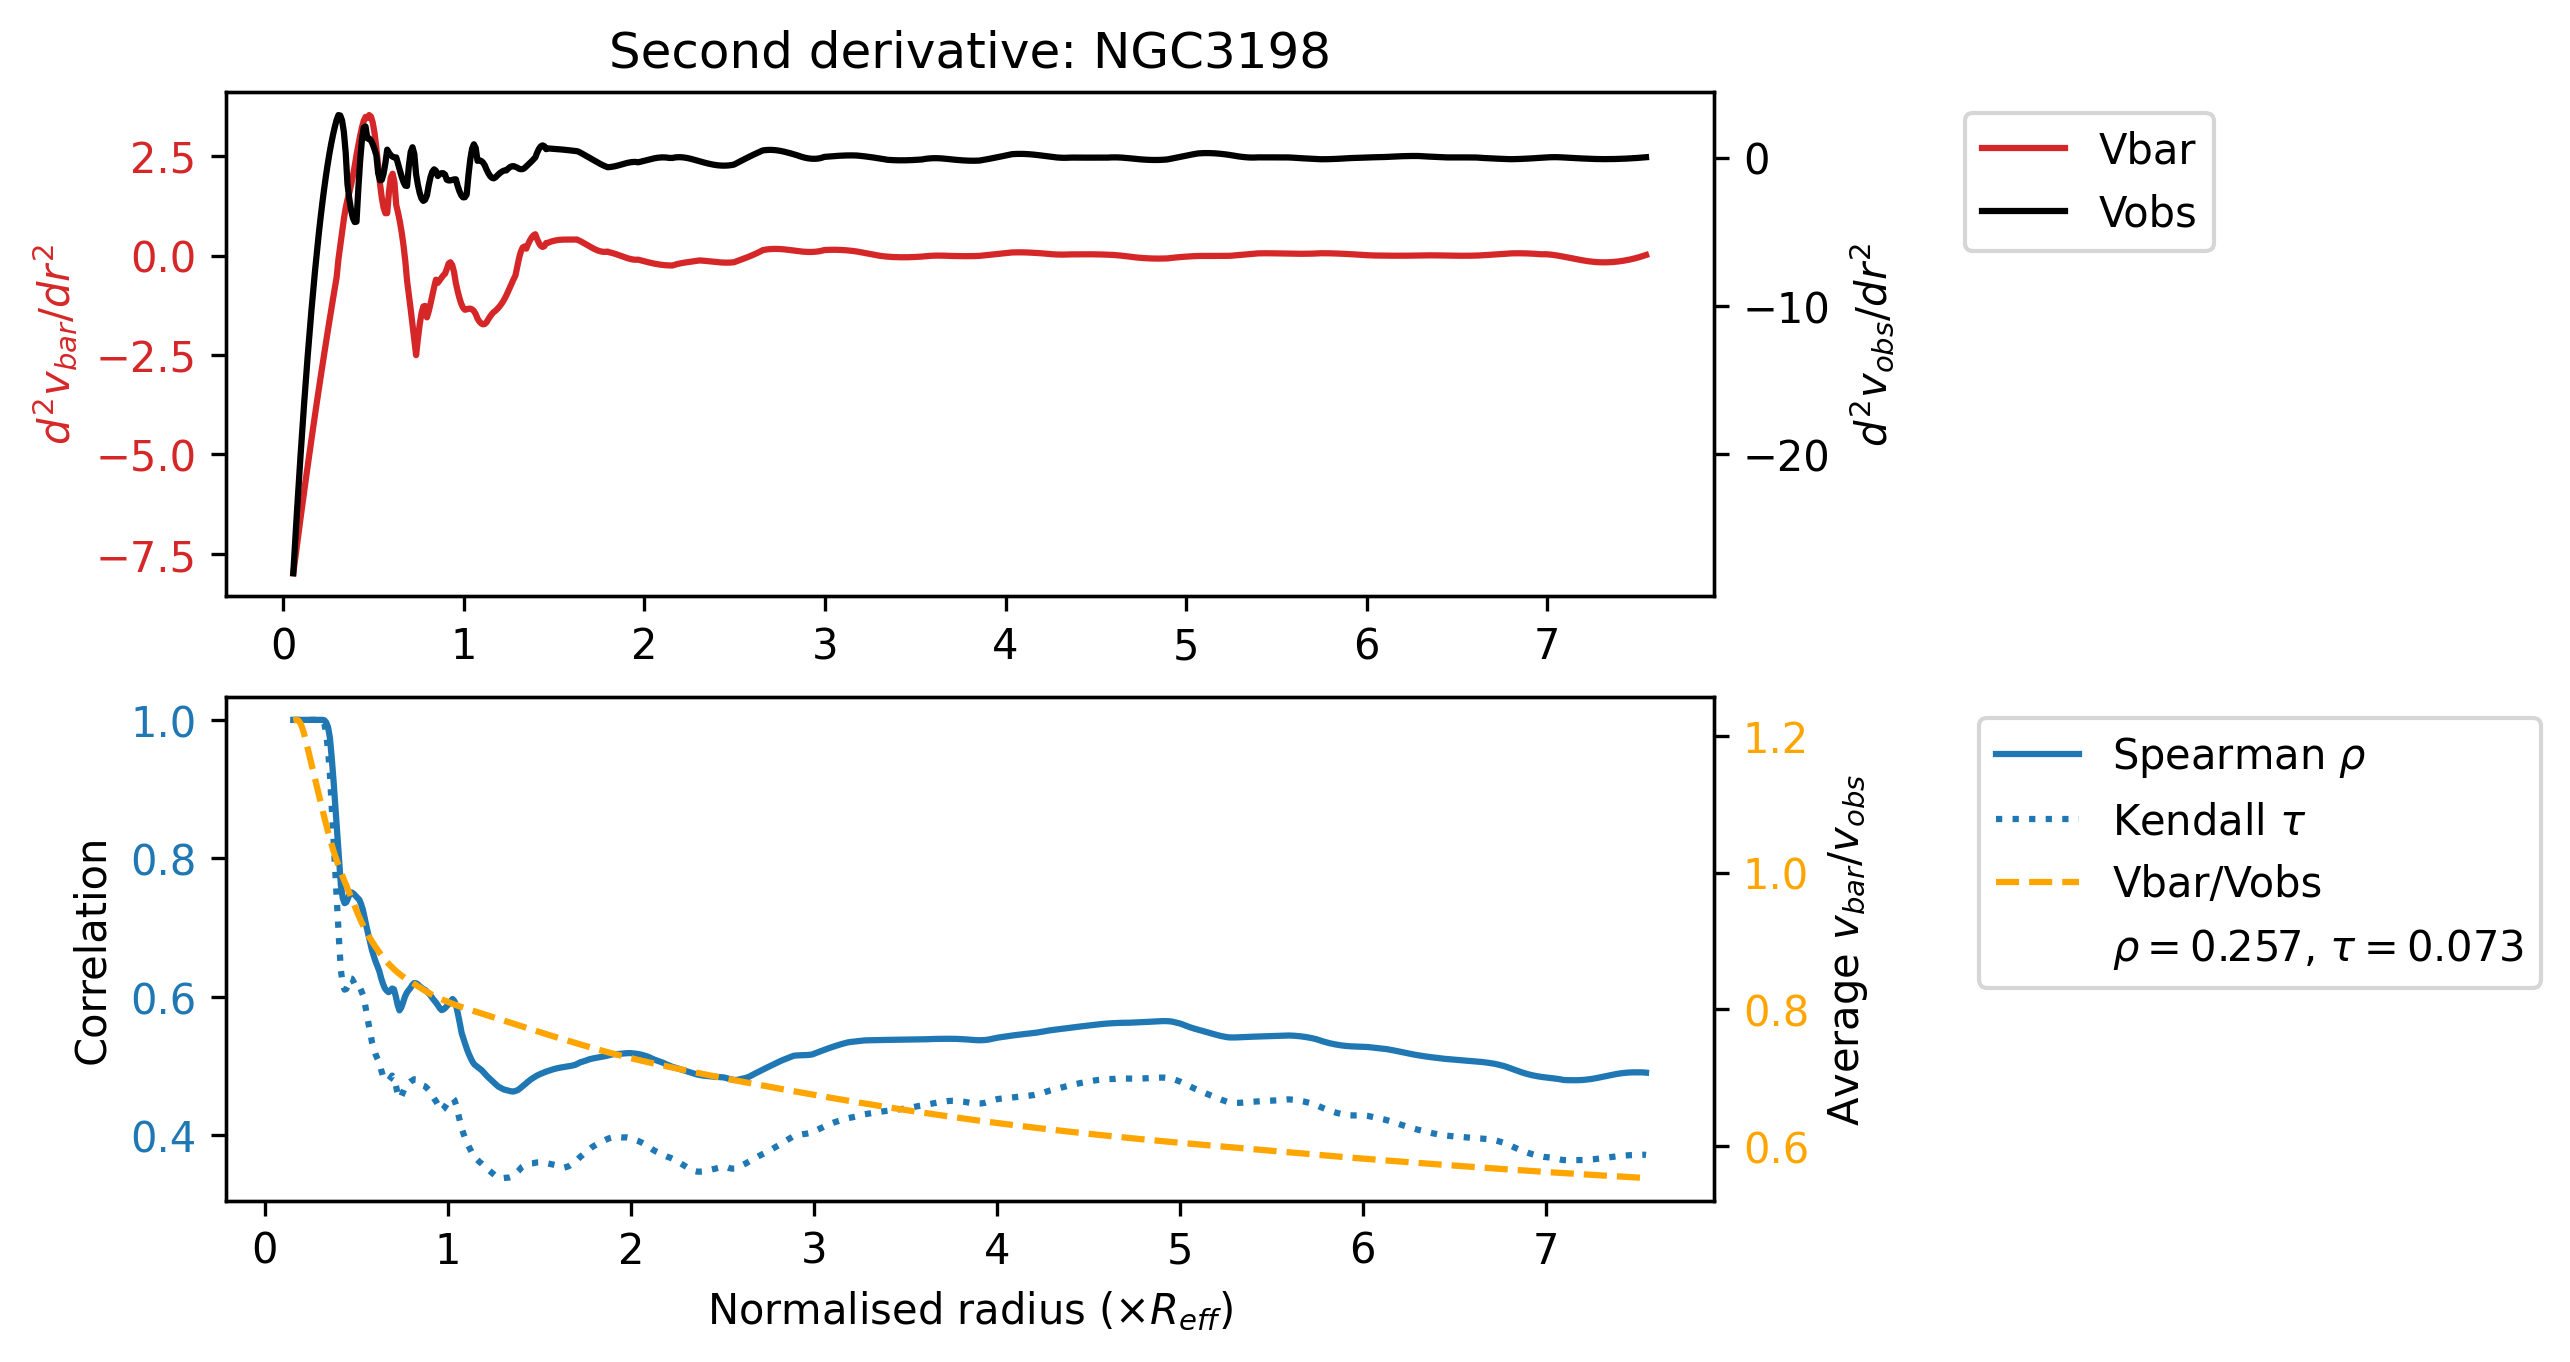 Second derivative: NGC3198
d²v_bar/dr²
2.5
0.0
−2.5
−5.0
−7.5
0
−10
−20
d²v_obs/dr²
0 1 2 3 4 5 6 7
Vbar
Vobs
Correlation
1.0
0.8
0.6
0.4
1.2
1.0
0.8
0.6
Average v_bar/v_obs
0 1 2 3 4 5 6 7
Normalised radius (×R_eff)
Spearman ρ
Kendall τ
Vbar/Vobs
ρ = 0.257, τ = 0.073